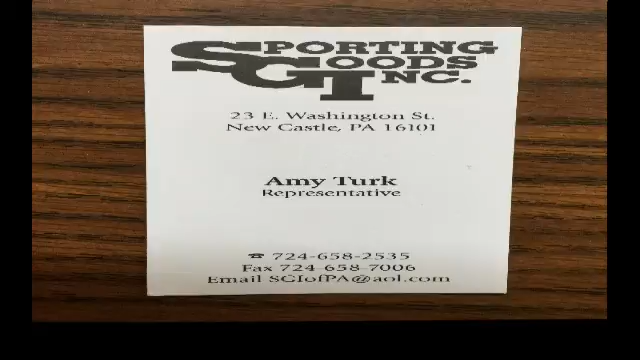 SPORTING
GOODS
INC.
23 E. Washington St.
New Castle, PA 16101
Amy Turk
Representative
☎ 724-658-2535
Fax 724-658-7006
Email SGIofPA@aol.com